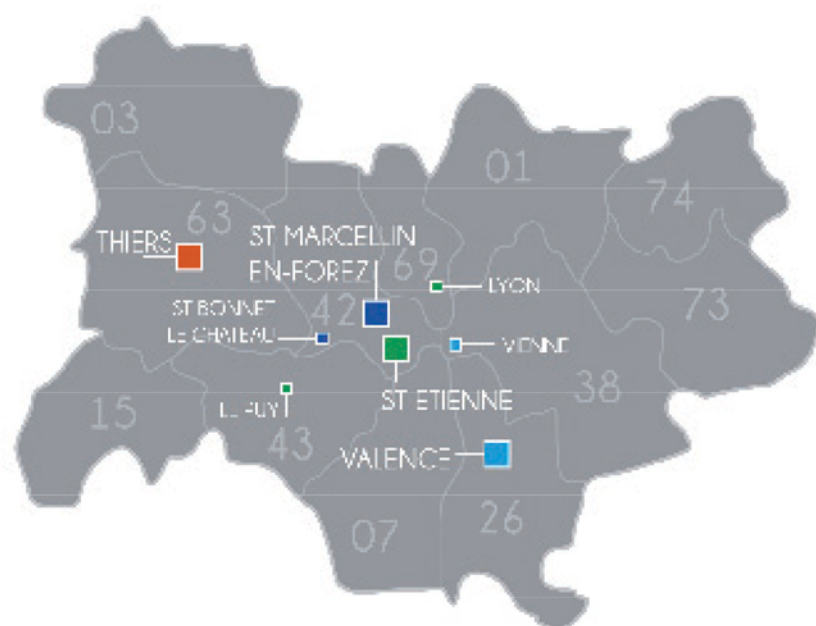 03
01
74
63
THIERS
ST MARCELLIN
EN-FOREZ
69
LYON
73
ST BONNET
LE CHATEAU
42
VIENNE
38
15
LE PUY
ST ETIENNE
43
VALENCE
26
07